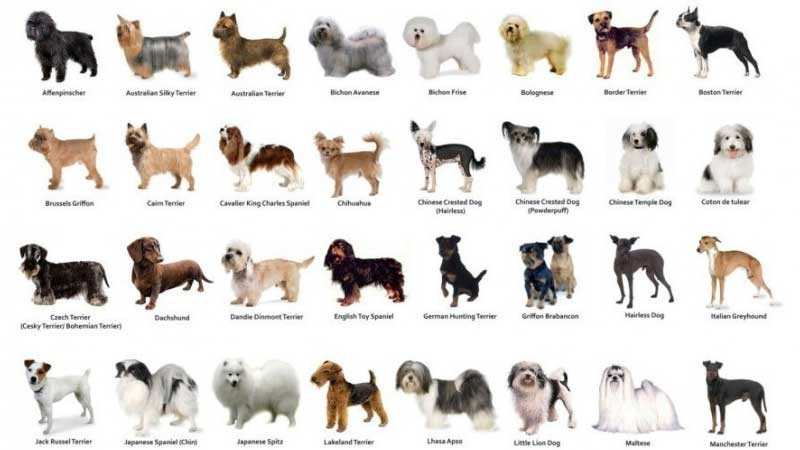 Affenpinscher
Australian Silky Terrier
Australian Terrier
Bichon Avanese
Bichon Frise
Bolognese
Border Terrier
Boston Terrier
Brussels Griffon
Cairn Terrier
Cavalier King Charles Spaniel
Chihuahua
Chinese Crested Dog
(Hairless)
Chinese Crested Dog
(Powderpuff)
Chinese Temple Dog
Coton de tulear
Czech Terrier
(Cesky Terrier/ Bohemian Terrier)
Dachshund
Dandie Dinmont Terrier
English Toy Spaniel
German Hunting Terrier
Griffon Brabancon
Hairless Dog
Italian Greyhound
Jack Russel Terrier
Japanese Spaniel (Chin)
Japanese Spitz
Lakeland Terrier
Lhasa Apso
Little Lion Dog
Maltese
Manchester Terrier